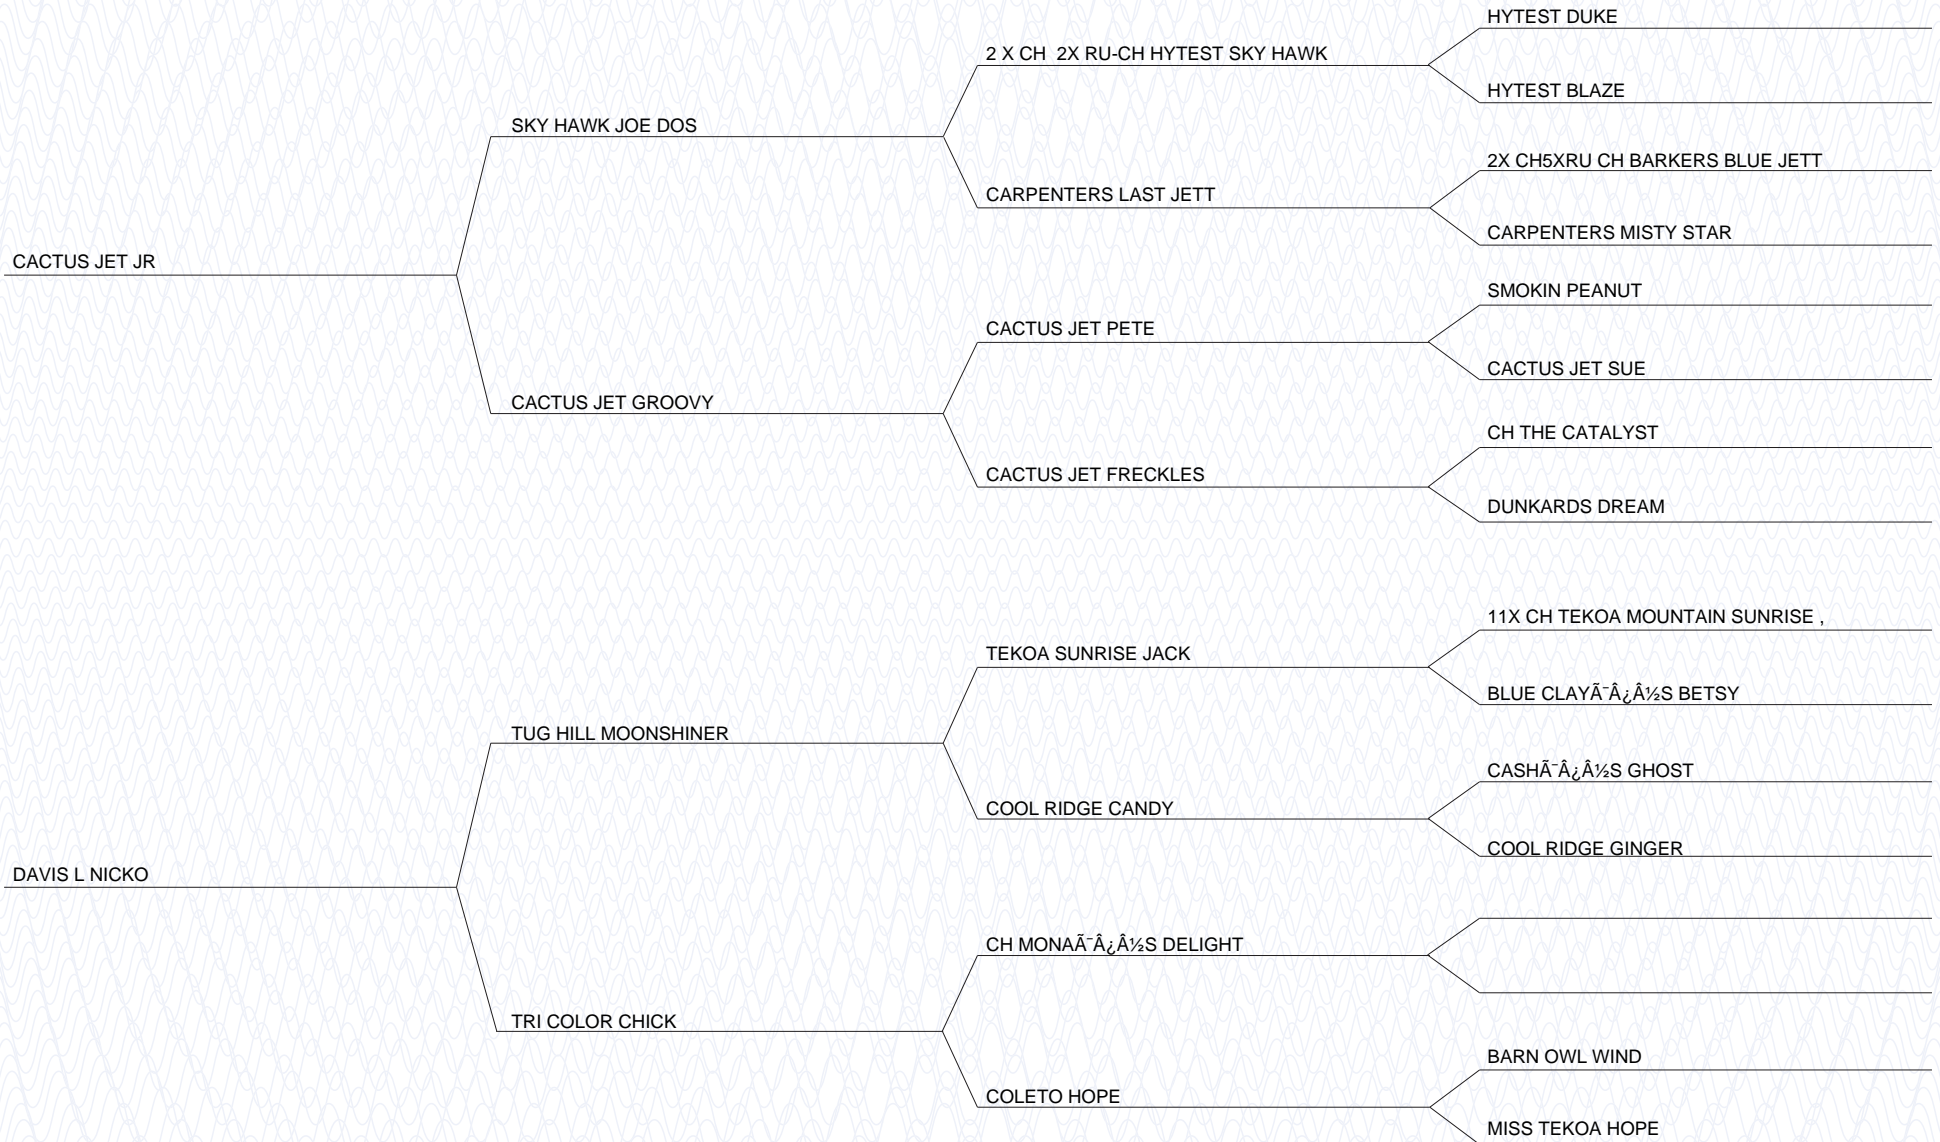 HYTEST DUKE
2 X CH  2X RU-CH HYTEST SKY HAWK
HYTEST BLAZE
SKY HAWK JOE DOS
2X CH5XRU CH BARKERS BLUE JETT
CARPENTERS LAST JETT
CARPENTERS MISTY STAR
CACTUS JET JR
SMOKIN PEANUT
CACTUS JET PETE
CACTUS JET SUE
CACTUS JET GROOVY
CH THE CATALYST
CACTUS JET FRECKLES
DUNKARDS DREAM
11X CH TEKOA MOUNTAIN SUNRISE ,
TEKOA SUNRISE JACK
BLUE CLAYÃ¯Â¿Â½S BETSY
TUG HILL MOONSHINER
CASHÃ¯Â¿Â½S GHOST
COOL RIDGE CANDY
COOL RIDGE GINGER
DAVIS L NICKO
CH MONAÃ¯Â¿Â½S DELIGHT
TRI COLOR CHICK
BARN OWL WIND
COLETO HOPE
MISS TEKOA HOPE